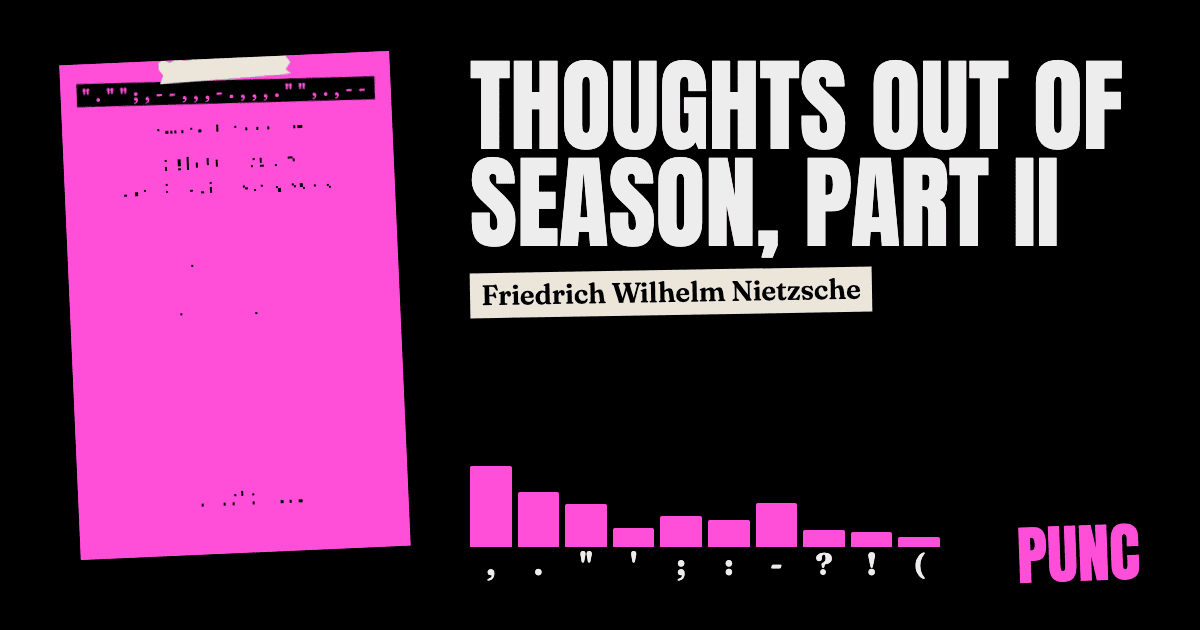 "."";,--,,,-.,,,."",.,--
THOUGHTS OUT OF
SEASON, PART II
Friedrich Wilhelm Nietzsche
, . " ' ; : - ? ! (
PUNC